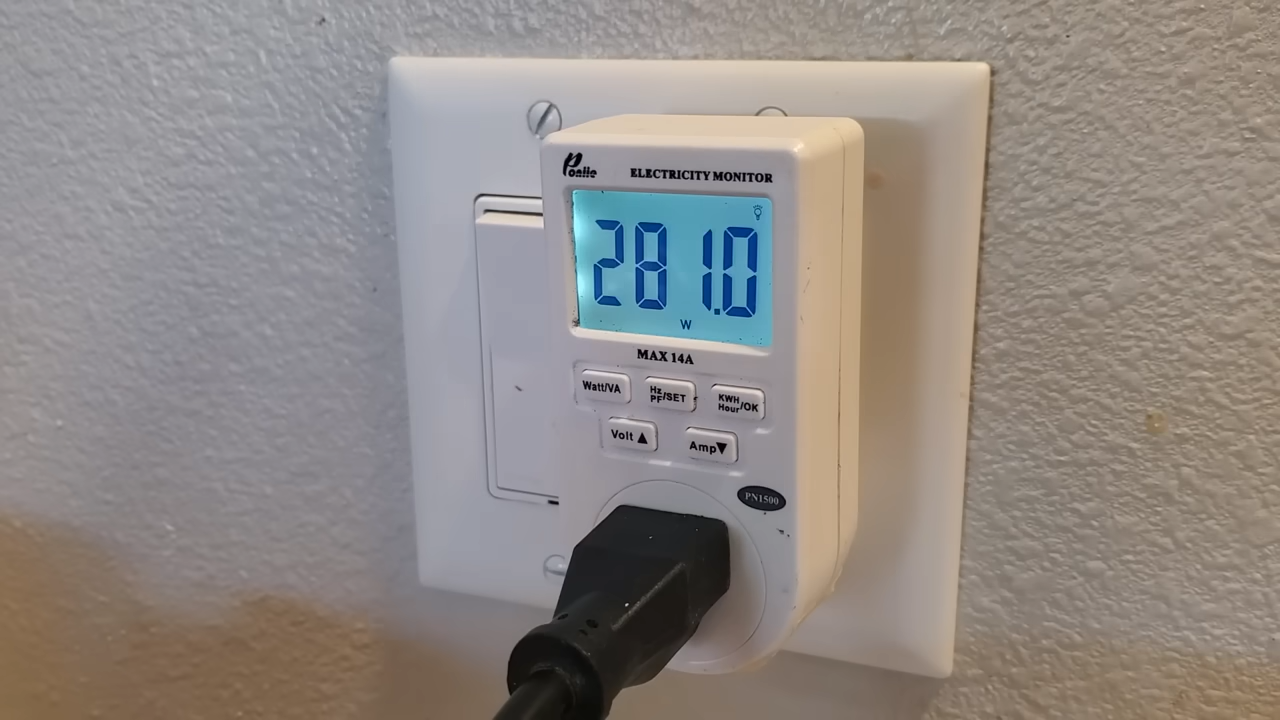 Poniie
ELECTRICITY MONITOR
281.0
W
MAX 14A
Watt/VA
Hz
PF/SET
KWH
Hour/OK
Volt ▲
Amp▼
PN1500